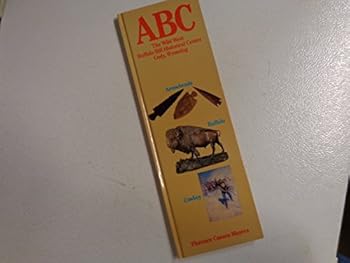 ABC
The Wild West
Buffalo Bill Historical Center
Cody, Wyoming
Arrowheads
Buffalo
Cowboy
Florence Cassen Mayers